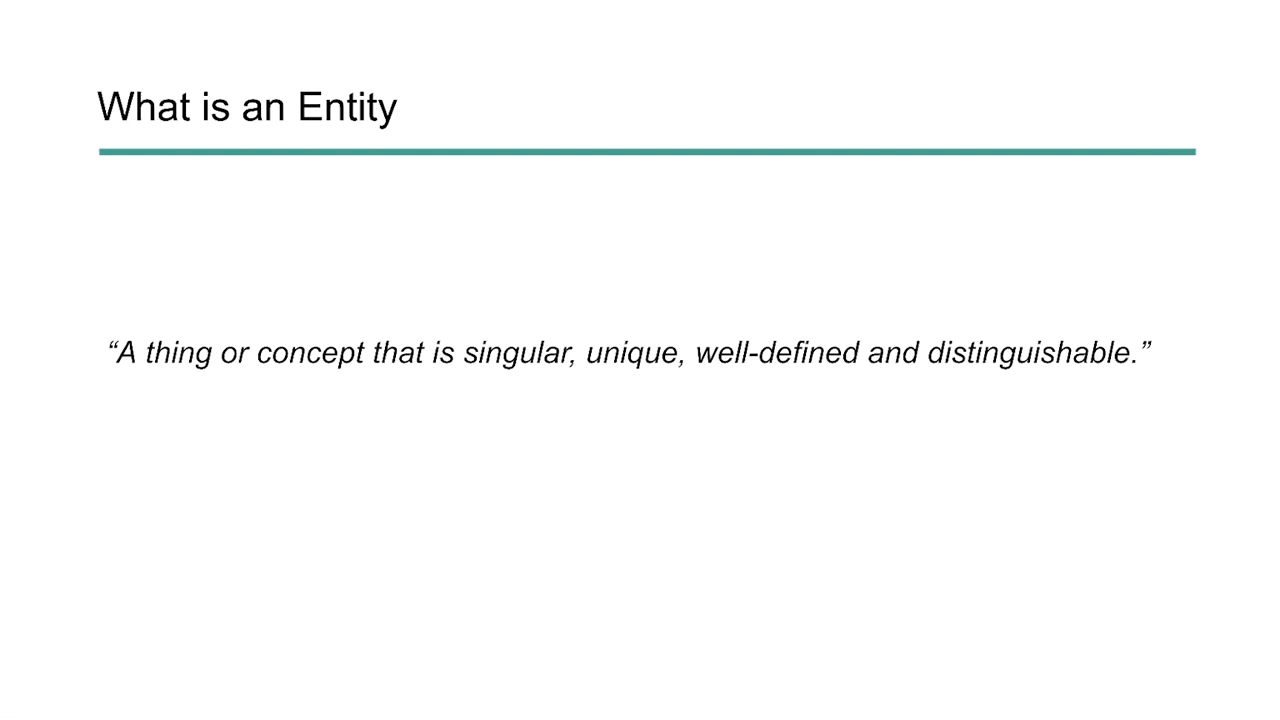 What is an Entity
“A thing or concept that is singular, unique, well-defined and distinguishable.”